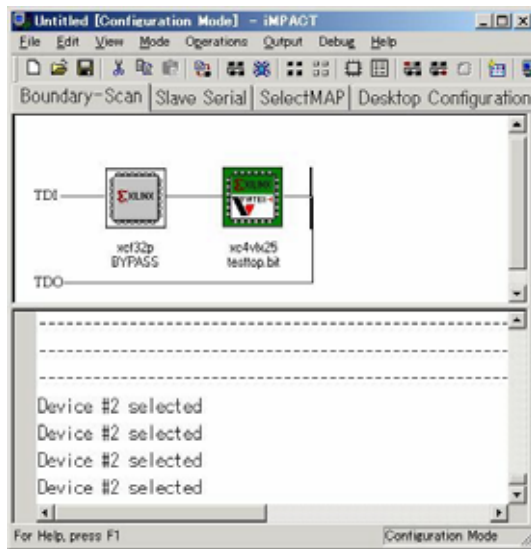 Untitled [Configuration Mode] - iMPACT
File Edit View Mode Operations Output Debug Help
Boundary-Scan Slave Serial SelectMAP Desktop Configuration
TDI
XILINX
XILINX
xcf32p
BYPASS
xc4vlx25
testtop.bit
TDO
--------------------------------------------------
--------------------------------------------------
--------------------------------------------------
Device #2 selected
Device #2 selected
Device #2 selected
Device #2 selected
For Help, press F1
Configuration Mode